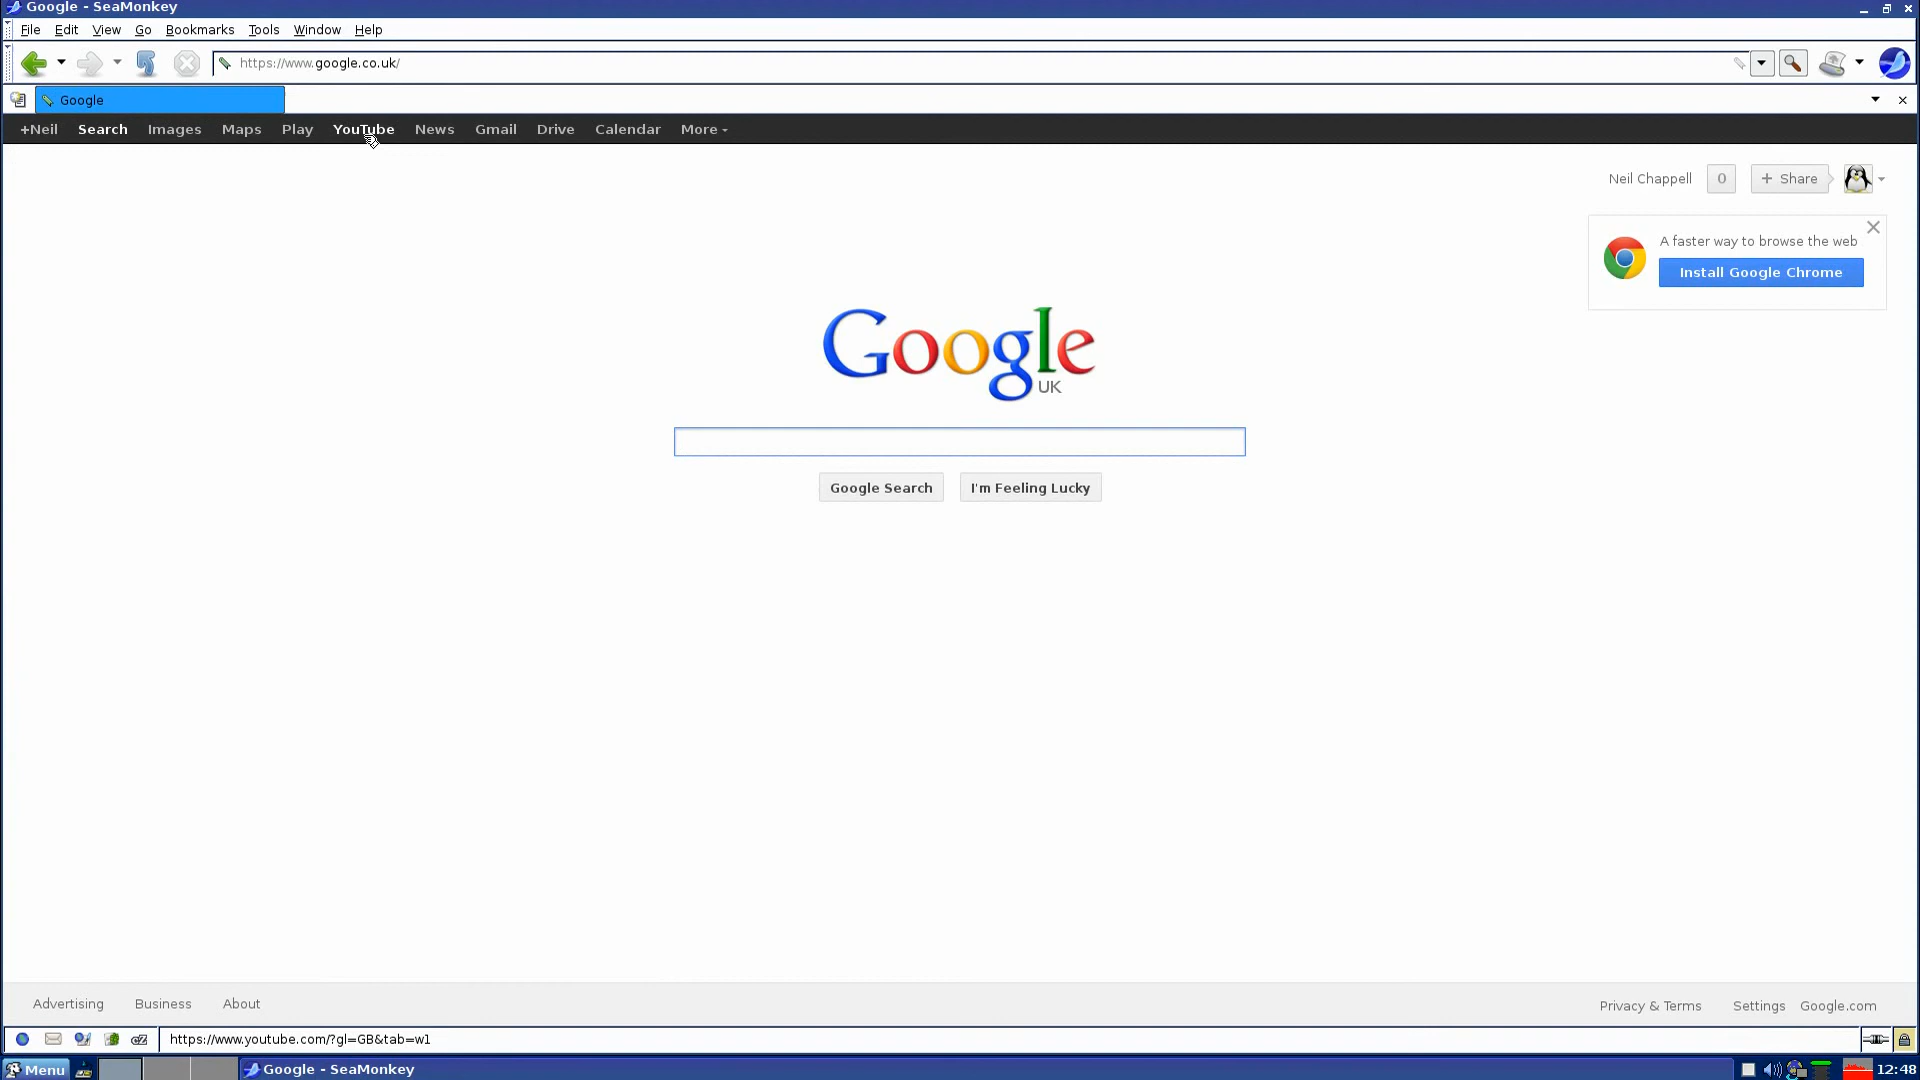 Google - SeaMonkey
File Edit View Go Bookmarks Tools Window Help
https://www.google.co.uk/
Google
+Neil Search Images Maps Play YouTube News Gmail Drive Calendar More
Neil Chappell 0 + Share
A faster way to browse the web
Install Google Chrome
Google
UK
Google Search I'm Feeling Lucky
Advertising Business About Privacy & Terms Settings Google.com
https://www.youtube.com/?gl=GB&tab=w1
Menu Google - SeaMonkey 12:48